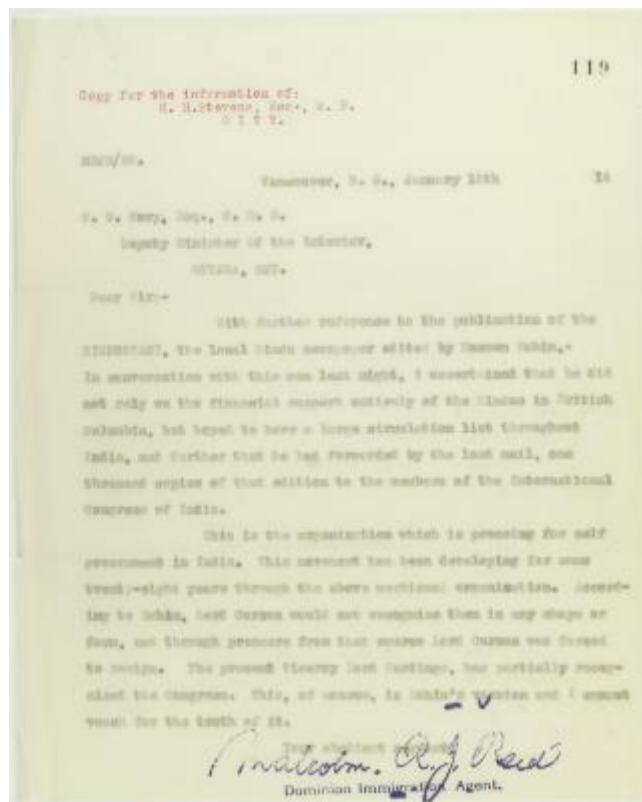 119
Copy for the information of:
H. H. Stevens, Esq., M. P.
C I T Y.
Vancouver, B. C., January 15th
W. W. Cory, Esq., C. M. G.
Deputy Minister of the Interior,
OTTAWA, ONT.
Dear Sir:-
With further reference to the publication of the
HINDUSTANI, the local Hindu newspaper edited by Husain Rahim,-
In conversation with this man last night, I ascertained that he did
not rely on the financial support entirely of the Hindus in British
Columbia, but hoped to have a large circulation list throughout
India, and further that he had forwarded by the last mail, one
thousand copies of that edition to the members of the International
Congress of India.
This is the organization which is pressing for self
government in India. This movement has been developing for some
twenty-eight years through the above mentioned organization. Accord-
ing to Rahim, Lord Curzon would not recognize them in any shape or
form, and through pressure from that source Lord Curzon was forced
to resign. The present Viceroy Lord Hardinge, has partially recog-
nized the Congress. This, of course, is Rahim's version and I cannot
vouch for the truth of it.
Your obedient servant,
Malcolm. R. J. Reid
Dominion Immigration Agent.